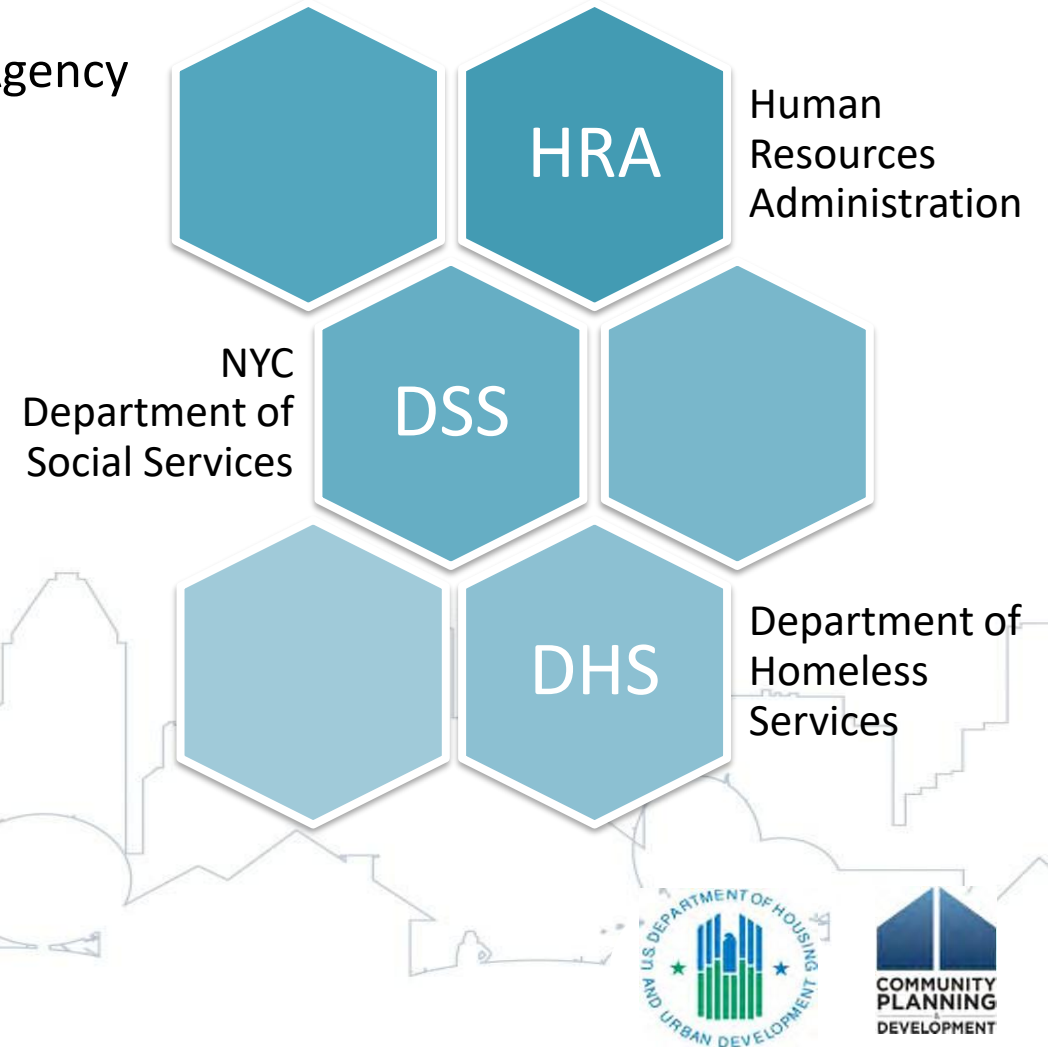 Agency
HRA
Human
Resources
Administration
NYC
Department of
Social Services
DSS
DHS
Department of
Homeless
Services
U.S. DEPARTMENT OF HOUSING
AND URBAN DEVELOPMENT
COMMUNITY
PLANNING
&
DEVELOPMENT